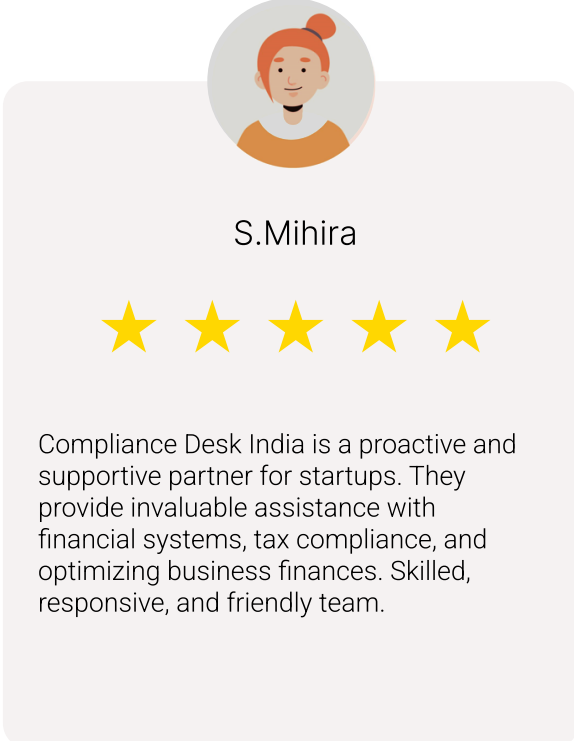 S.Mihira
Compliance Desk India is a proactive and
supportive partner for startups. They
provide invaluable assistance with
financial systems, tax compliance, and
optimizing business finances. Skilled,
responsive, and friendly team.